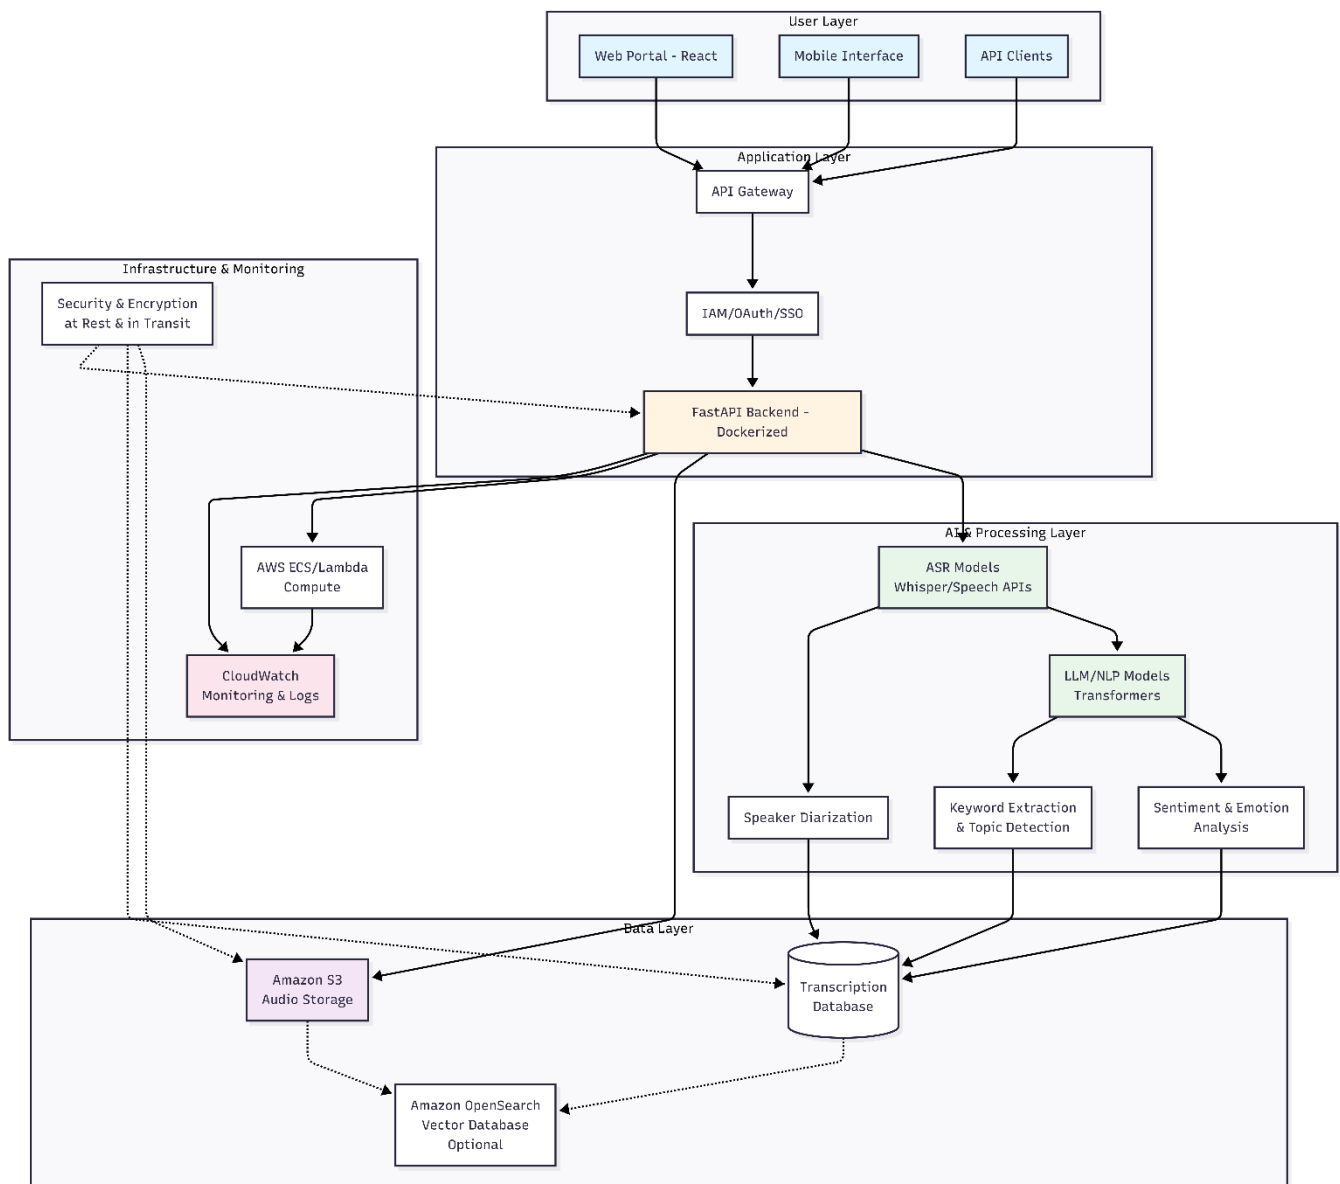 User Layer
Web Portal - React
Mobile Interface
API Clients
Application Layer
API Gateway
IAM/OAuth/SSO
FastAPI Backend -
Dockerized
Infrastructure & Monitoring
Security & Encryption
at Rest & in Transit
AWS ECS/Lambda
Compute
CloudWatch
Monitoring & Logs
AI & Processing Layer
ASR Models
Whisper/Speech APIs
LLM/NLP Models
Transformers
Speaker Diarization
Keyword Extraction
& Topic Detection
Sentiment & Emotion
Analysis
Data Layer
Amazon S3
Audio Storage
Transcription
Database
Amazon OpenSearch
Vector Database
Optional